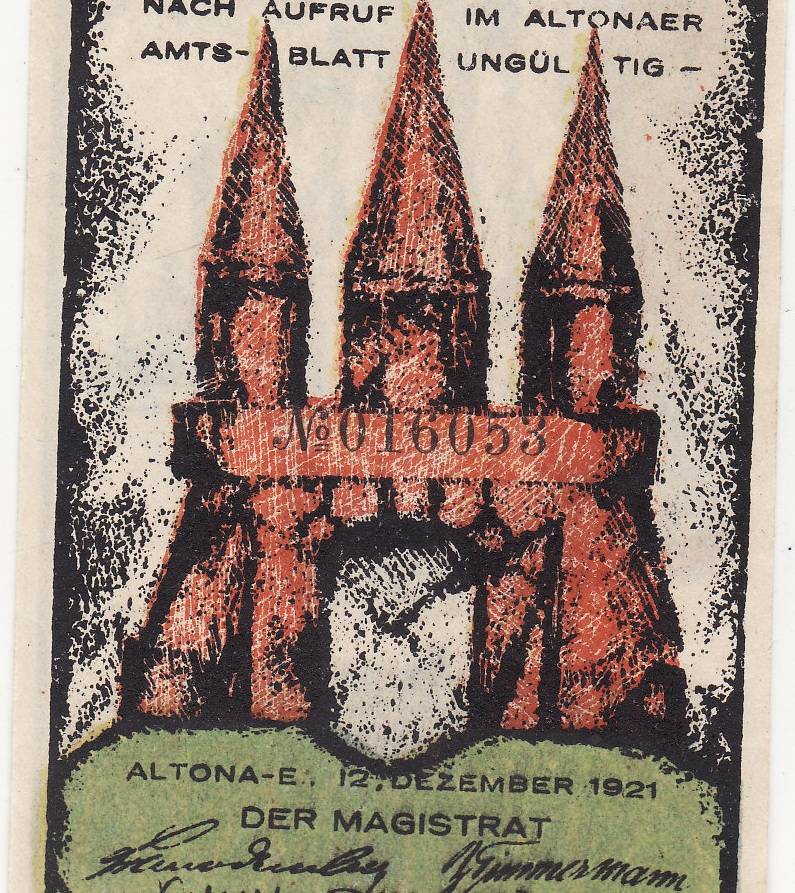 NACH AUFRUF IM ALTONAER
AMTS- BLATT UNGÜL TIG —
№016053
ALTONA-E., 12. DEZEMBER 1921
DER MAGISTRAT